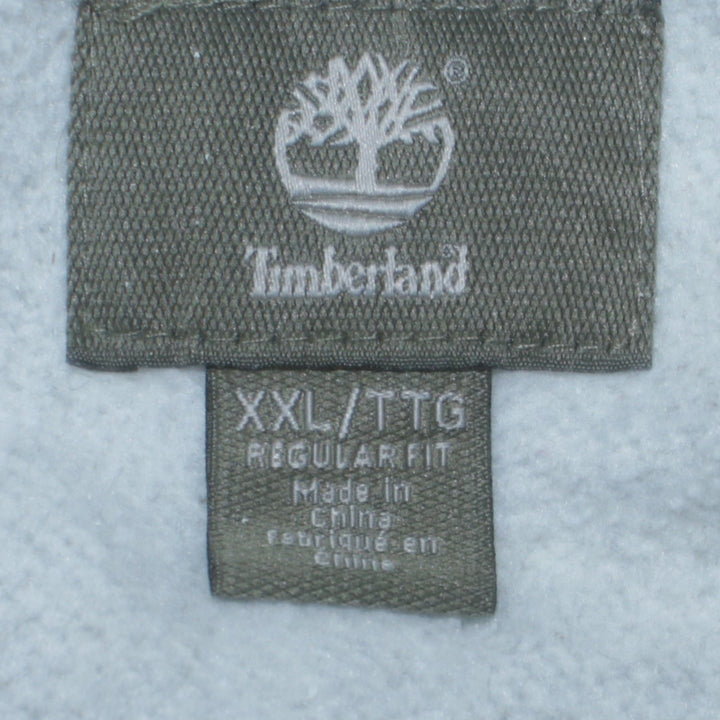 ®
Timberland
XXL/TTG
REGULAR FIT
Made in
China
Fabriqué en
Chine